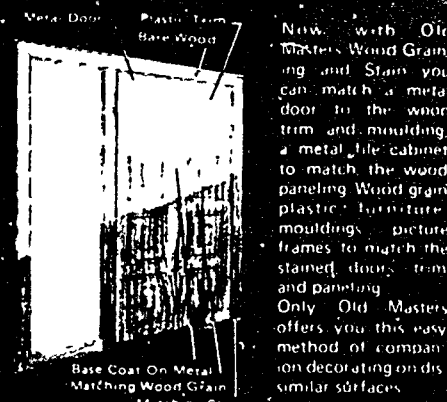 Metal Door
Plastic Trim
Bare Wood
Base Coat On Metal
Matching Wood Grain
Now with Old
Masters Wood Grain
ing and Stain you
can match a metal
door to the wood
trim and moulding,
a metal file cabinet
to match the wood
paneling. Wood grain
plastic furniture,
mouldings, picture
frames to match the
stained doors, trim
and paneling.
Only Old Masters
offers you this easy
method of compan
ion decorating on dis
similar surfaces